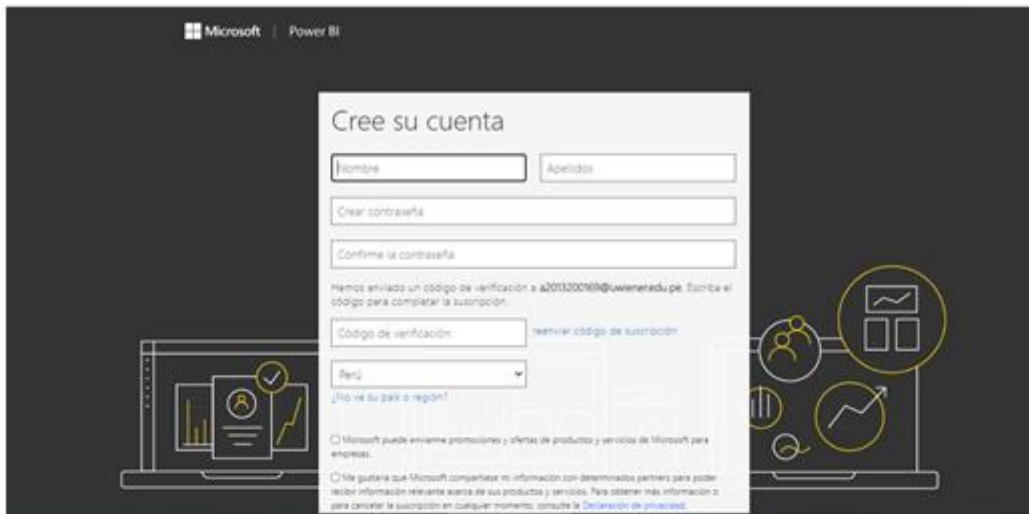 Microsoft | Power BI
Cree su cuenta
Nombre Apellidos
Crear contraseña
Confirme la contraseña
Hemos enviado un código de verificación a a2013200169@uwiener.edu.pe. Escriba el
código para completar la suscripción.
Código de verificación reenviar código de suscripción
Perú
¿No ve su país o región?
Microsoft puede enviarme promociones y ofertas de productos y servicios de Microsoft para
empresas.
Me gustaría que Microsoft compartiese mi información con determinados partners para poder
recibir información relevante acerca de sus productos y servicios. Para obtener más información o
para cancelar la suscripción en cualquier momento, consulte la Declaración de privacidad.